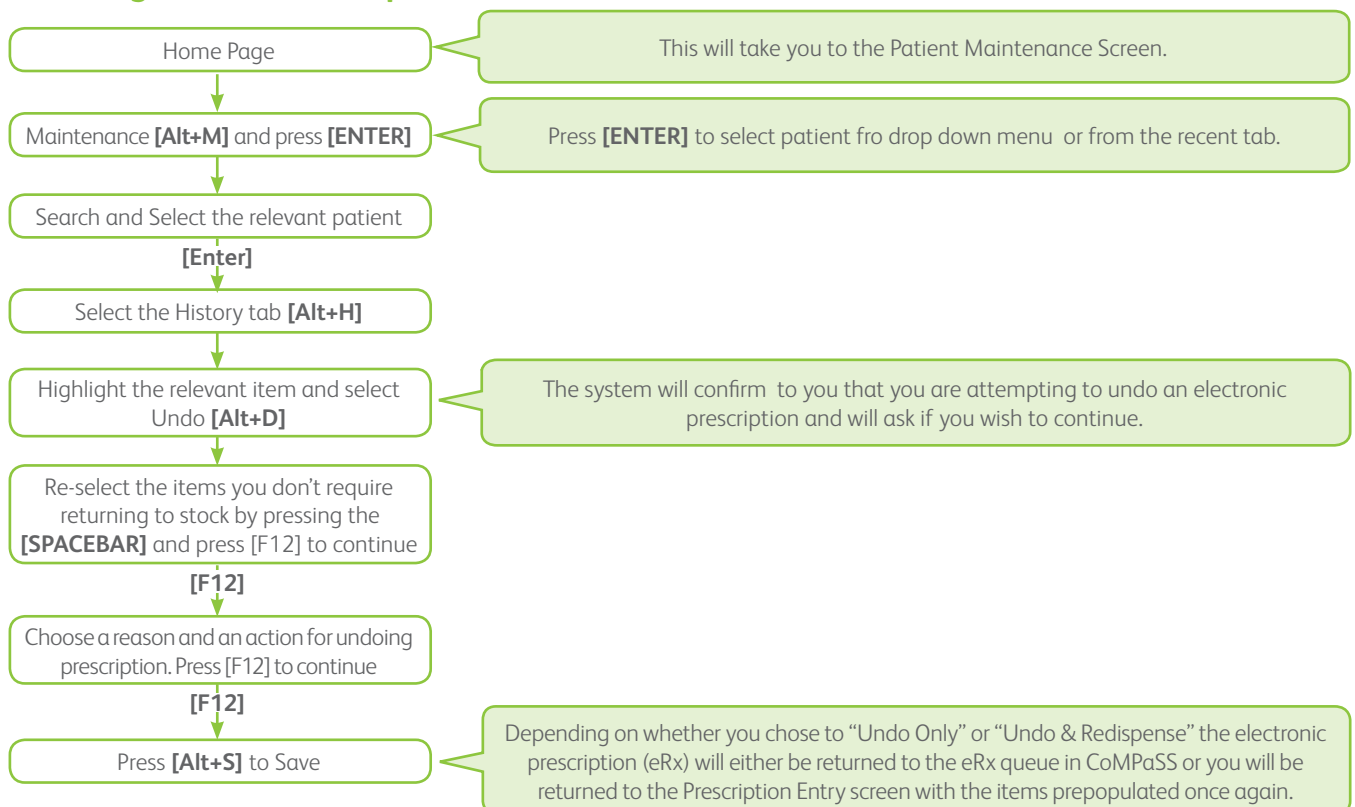 Home Page
This will take you to the Patient Maintenance Screen.
Maintenance [Alt+M] and press [ENTER]
Press [ENTER] to select patient fro drop down menu or from the recent tab.
Search and Select the relevant patient
[Enter]
Select the History tab [Alt+H]
Highlight the relevant item and select
Undo [Alt+D]
The system will confirm to you that you are attempting to undo an electronic
prescription and will ask if you wish to continue.
Re-select the items you don’t require
returning to stock by pressing the
[SPACEBAR] and press [F12] to continue
[F12]
Choose a reason and an action for undoing
prescription. Press [F12] to continue
[F12]
Press [Alt+S] to Save
Depending on whether you chose to “Undo Only” or “Undo & Redispense” the electronic
prescription (eRx) will either be returned to the eRx queue in CoMPaSS or you will be
returned to the Prescription Entry screen with the items prepopulated once again.